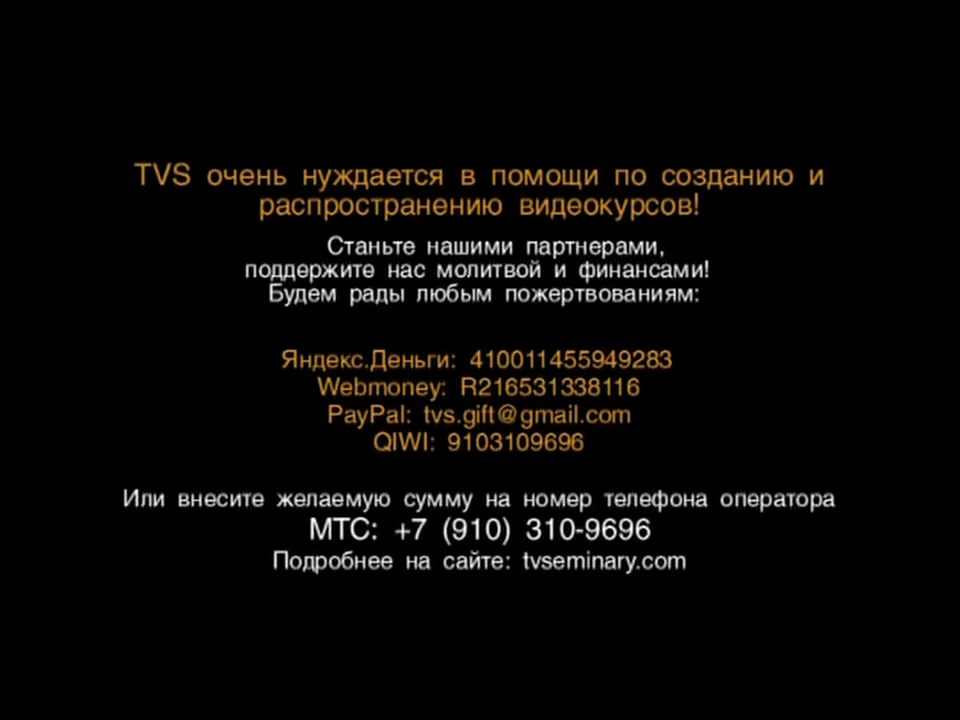 TVS очень нуждается в помощи по созданию и
распространению видеокурсов!
Станьте нашими партнерами,
поддержите нас молитвой и финансами!
Будем рады любым пожертвованиям:
Яндекс.Деньги: 410011455949283
Webmoney: R216531338116
PayPal: tvs.gift@gmail.com
QIWI: 9103109696
Или внесите желаемую сумму на номер телефона оператора
МТС: +7 (910) 310-9696
Подробнее на сайте: tvseminary.com